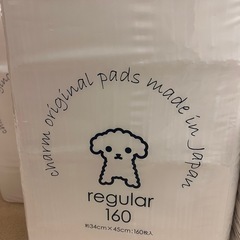 charm original pads made in Japan
regular
160
約34cm×45cm:160枚入